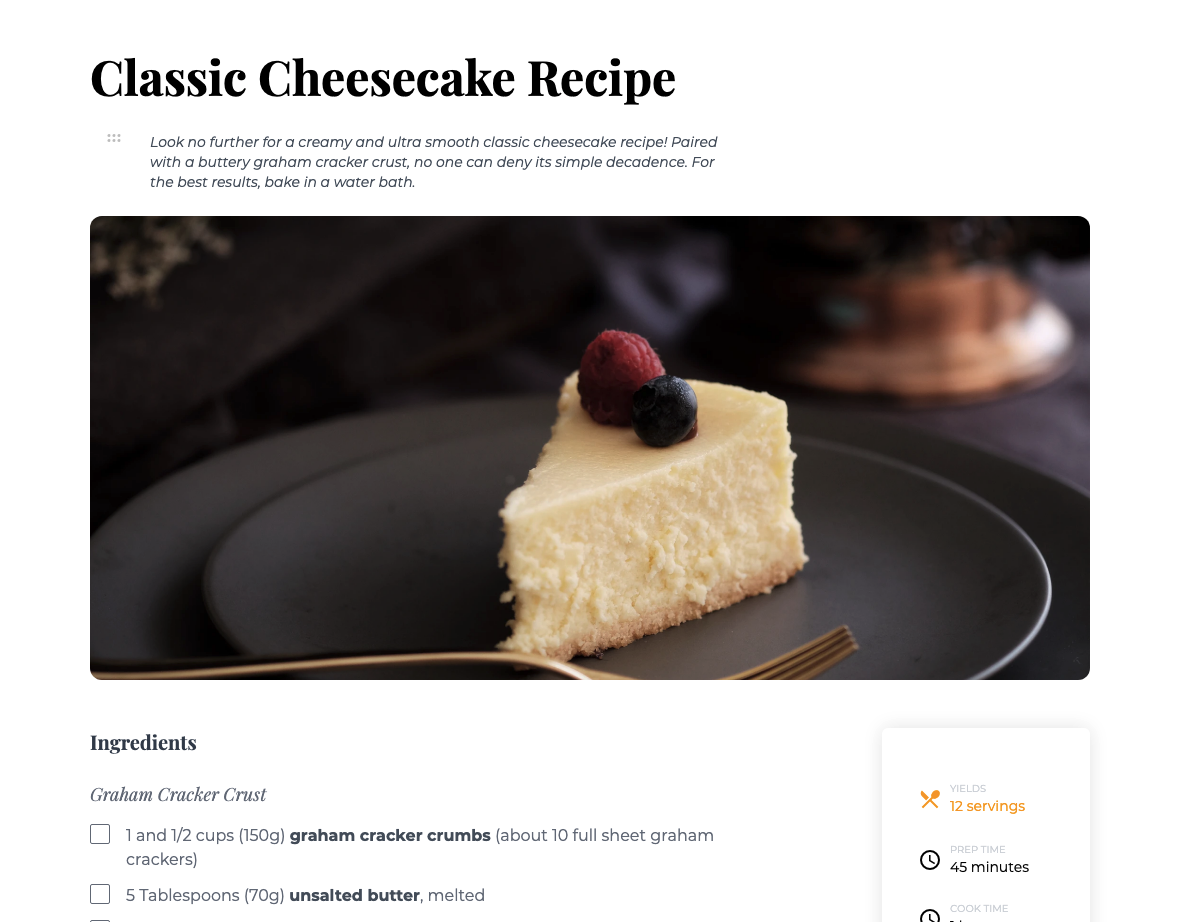 Classic Cheesecake Recipe
Look no further for a creamy and ultra smooth classic cheesecake recipe! Paired
with a buttery graham cracker crust, no one can deny its simple decadence. For
the best results, bake in a water bath.
Ingredients
Graham Cracker Crust
1 and 1/2 cups (150g) graham cracker crumbs (about 10 full sheet graham
crackers)
5 Tablespoons (70g) unsalted butter, melted
YIELDS
12 servings
PREP TIME
45 minutes
COOK TIME